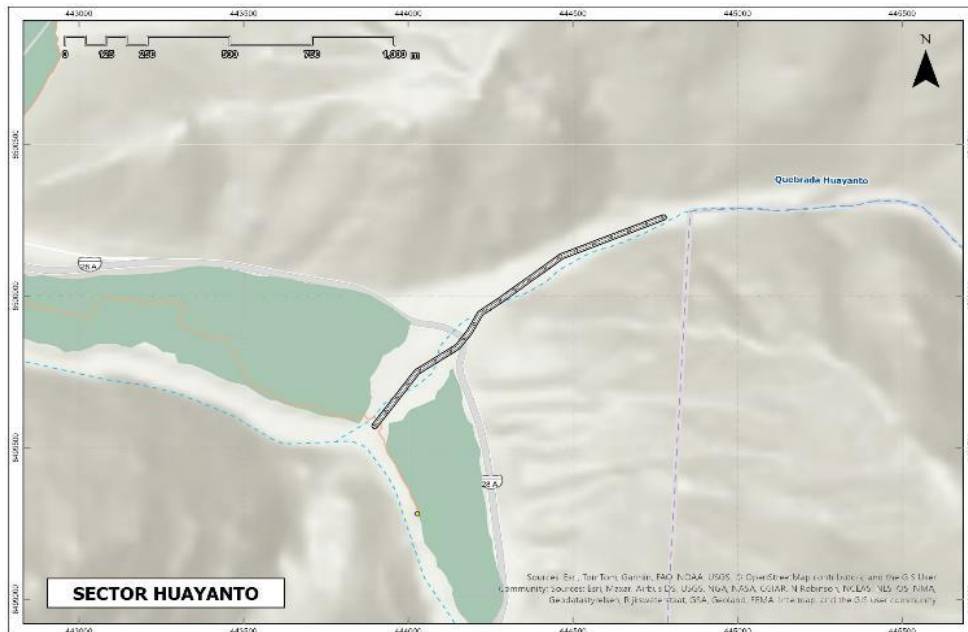 443000 443500 444000 444500 445000 445500
0 125 250 500 750 1,000 m
N
Quebrada Huayanto
28 A
28 A
SECTOR HUAYANTO
Sources: Esri, TomTom, Garmin, FAO, NOAA, USGS, © OpenStreetMap contributors, and the GIS User
Community; Sources: Esri, Maxar, Airbus DS, USGS, NGA, NASA, CGIAR, N Robinson, NCEAS, NLS, OS, NMA,
Geodatastyrelsen, Rijkswaterstaat, GSA, Geoland, FEMA, Intermap, and the GIS user community
443000 443500 444000 444500 445000 445500